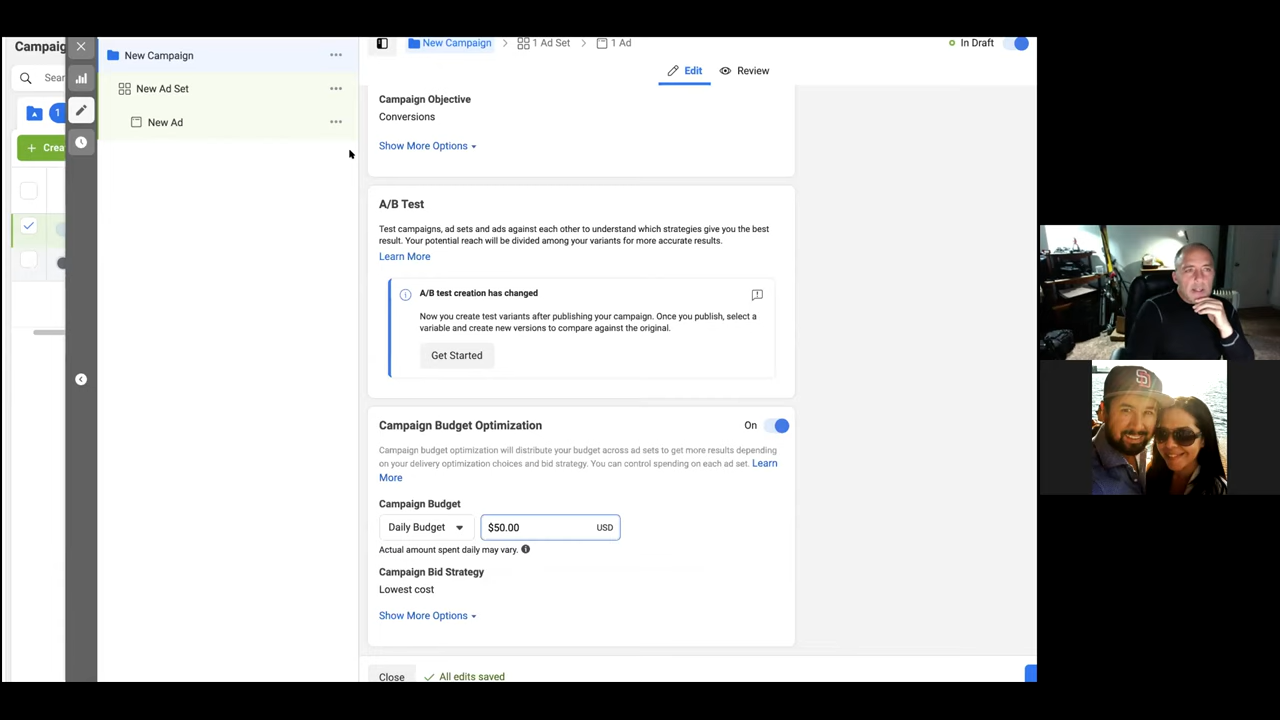 Campaig
New Campaign
New Campaign
1 Ad Set
1 Ad
In Draft
Sear
Edit
Review
New Ad Set
1
New Ad
Crea
Campaign Objective
Conversions
Show More Options
A/B Test
Test campaigns, ad sets and ads against each other to understand which strategies give you the best
result. Your potential reach will be divided among your variants for more accurate results.
Learn More
A/B test creation has changed
Now you create test variants after publishing your campaign. Once you publish, select a
variable and create new versions to compare against the original.
Get Started
Campaign Budget Optimization
On
Campaign budget optimization will distribute your budget across ad sets to get more results depending
on your delivery optimization choices and bid strategy. You can control spending on each ad set. Learn
More
Campaign Budget
Daily Budget
$50.00
USD
Actual amount spent daily may vary.
Campaign Bid Strategy
Lowest cost
Show More Options
Close
All edits saved
S